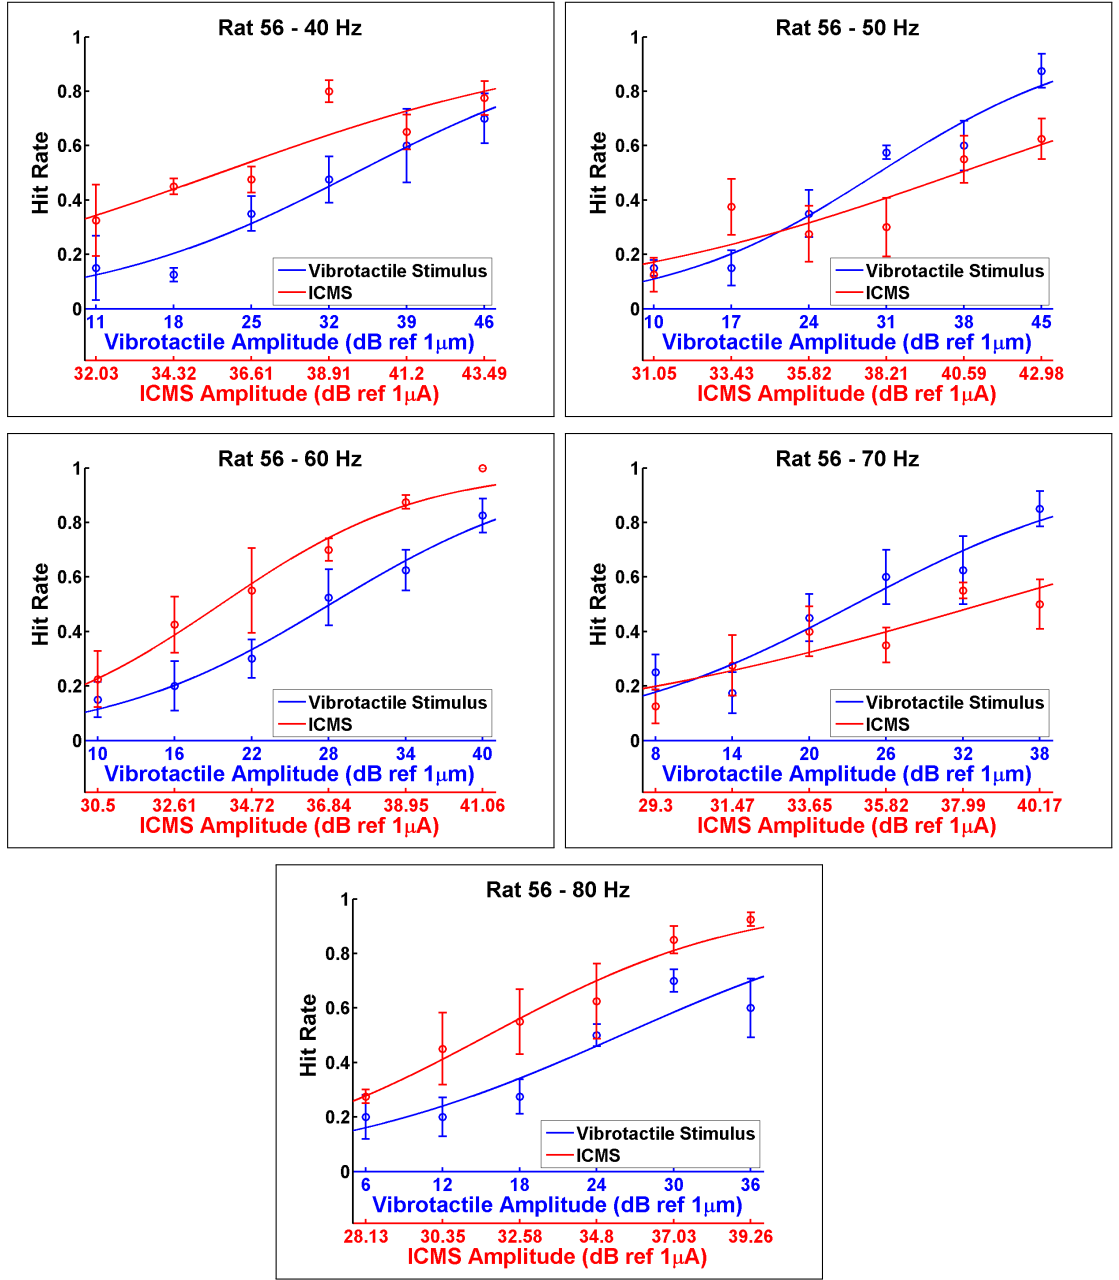 Rat 56 - 40 Hz
1
0.8
0.6
0.4
0.2
0
Hit Rate
Vibrotactile Stimulus
ICMS
11 18 25 32 39 46
Vibrotactile Amplitude (dB ref 1μm)
32.03 34.32 36.61 38.91 41.2 43.49
ICMS Amplitude (dB ref 1μA)
Rat 56 - 50 Hz
1
0.8
0.6
0.4
0.2
0
Hit Rate
Vibrotactile Stimulus
ICMS
10 17 24 31 38 45
Vibrotactile Amplitude (dB ref 1μm)
31.05 33.43 35.82 38.21 40.59 42.98
ICMS Amplitude (dB ref 1μA)
Rat 56 - 60 Hz
1
0.8
0.6
0.4
0.2
0
Hit Rate
Vibrotactile Stimulus
ICMS
10 16 22 28 34 40
Vibrotactile Amplitude (dB ref 1μm)
30.5 32.61 34.72 36.84 38.95 41.06
ICMS Amplitude (dB ref 1μA)
Rat 56 - 70 Hz
1
0.8
0.6
0.4
0.2
0
Hit Rate
Vibrotactile Stimulus
ICMS
8 14 20 26 32 38
Vibrotactile Amplitude (dB ref 1μm)
29.3 31.47 33.65 35.82 37.99 40.17
ICMS Amplitude (dB ref 1μA)
Rat 56 - 80 Hz
1
0.8
0.6
0.4
0.2
0
Hit Rate
Vibrotactile Stimulus
ICMS
6 12 18 24 30 36
Vibrotactile Amplitude (dB ref 1μm)
28.13 30.35 32.58 34.8 37.03 39.26
ICMS Amplitude (dB ref 1μA)